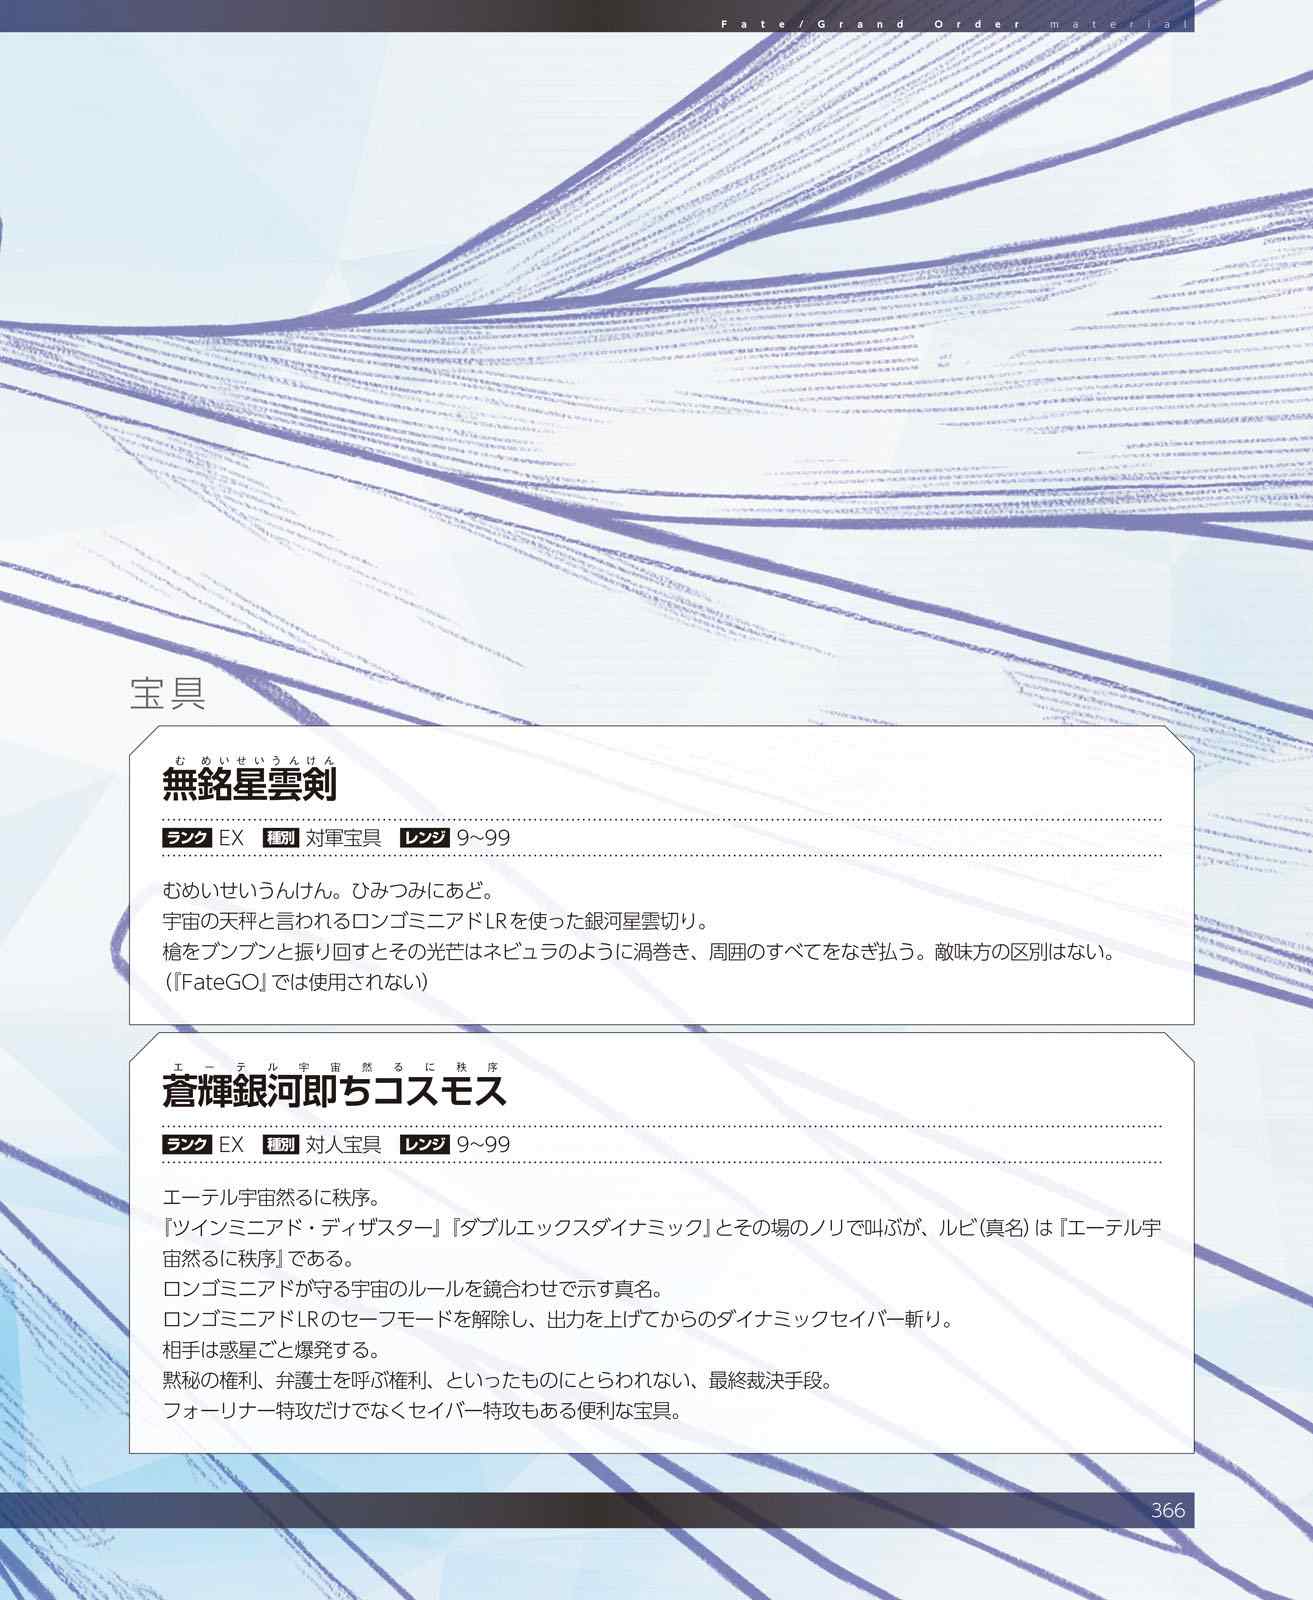 Fate/Grand Order material
宝具
むめいせいうんけん
無銘星雲剣
ランク EX 種別 対軍宝具 レンジ 9~99
むめいせいうんけん。ひみつみにあど。
宇宙の天秤と言われるロンゴミニアドLRを使った銀河星雲切り。
槍をブンブンと振り回すとその光芒はネビュラのように渦巻き、周囲のすべてをなぎ払う。敵味方の区別はない。
(『FateGO』では使用されない)
エーテル宇宙然るに秩序
蒼輝銀河即ちコスモス
ランク EX 種別 対人宝具 レンジ 9~99
エーテル宇宙然るに秩序。
『ツインミニアド・ディザスター』『ダブルエックスダイナミック』とその場のノリで叫ぶが、ルビ(真名)は『エーテル宇
宙然るに秩序』である。
ロンゴミニアドが守る宇宙のルールを鏡合わせで示す真名。
ロンゴミニアドLRのセーフモードを解除し、出力を上げてからのダイナミックセイバー斬り。
相手は惑星ごと爆発する。
黙秘の権利、弁護士を呼ぶ権利、といったものにとらわれない、最終裁決手段。
フォーリナー特攻だけでなくセイバー特攻もある便利な宝具。
366